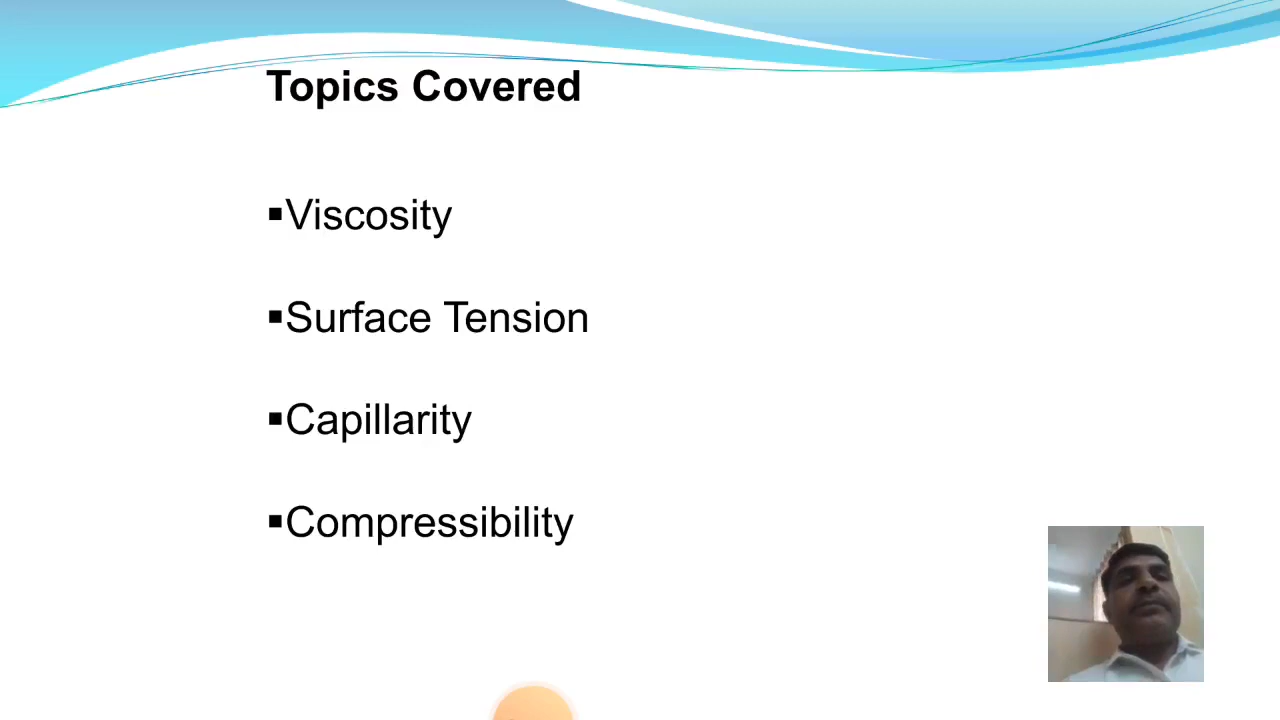 Topics Covered
▪Viscosity
▪Surface Tension
▪Capillarity
▪Compressibility